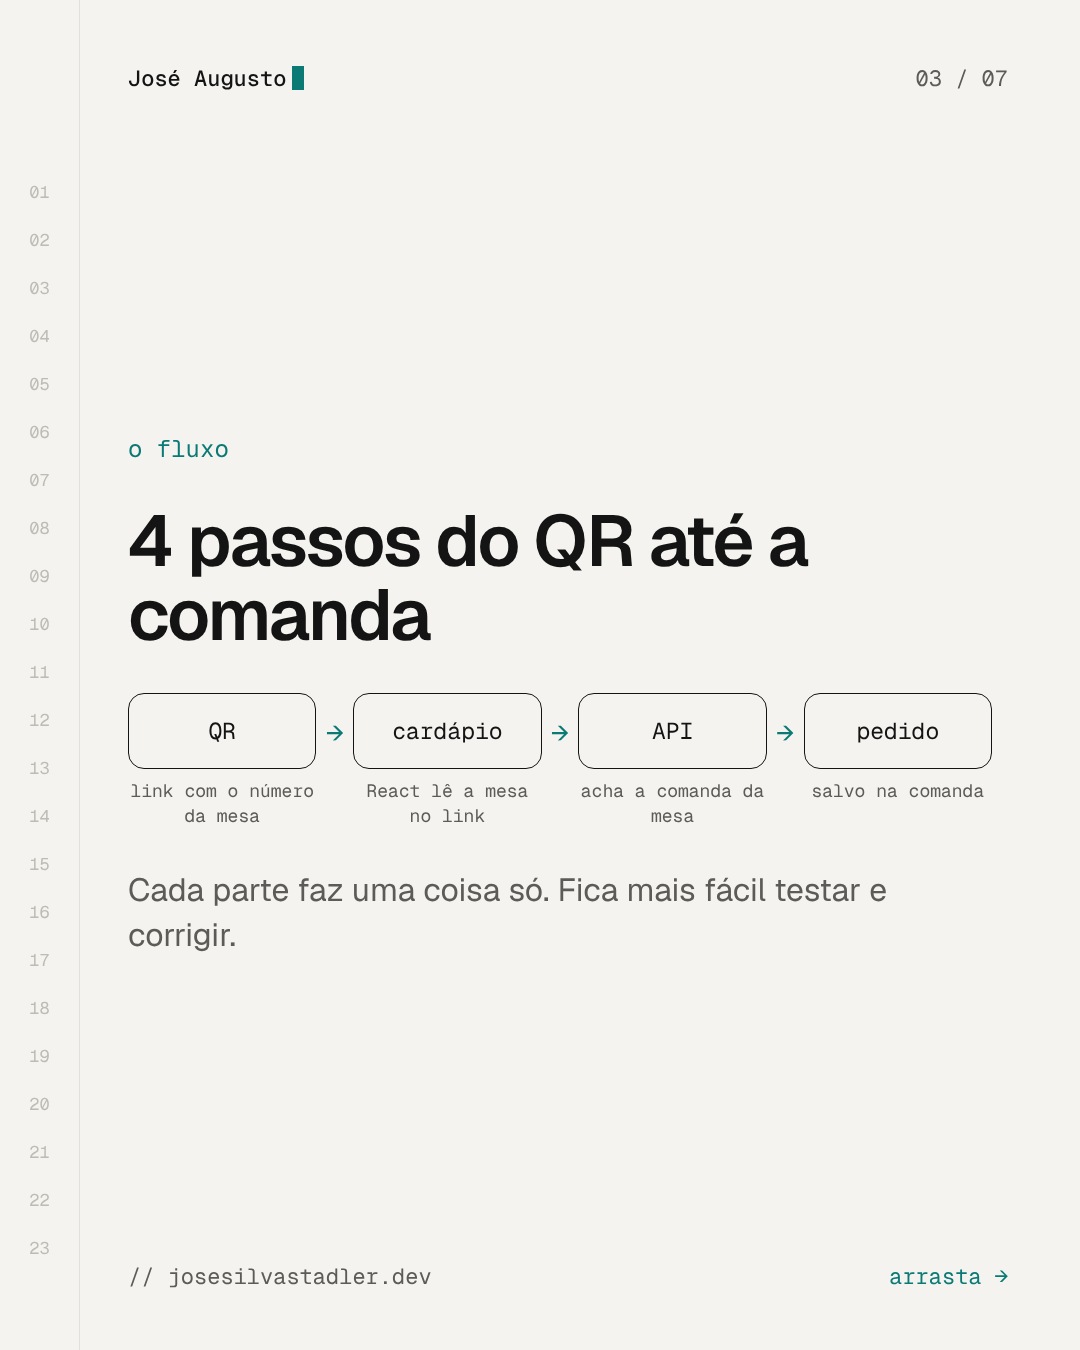 José Augusto
03 / 07
01
02
03
04
05
06
07
08
09
10
11
12
13
14
15
16
17
18
19
20
21
22
23
o fluxo
4 passos do QR até a
comanda
QR → cardápio → API → pedido
link com o número
da mesa
React lê a mesa
no link
acha a comanda da
mesa
salvo na comanda
Cada parte faz uma coisa só. Fica mais fácil testar e
corrigir.
// josesilvastadler.dev
arrasta →